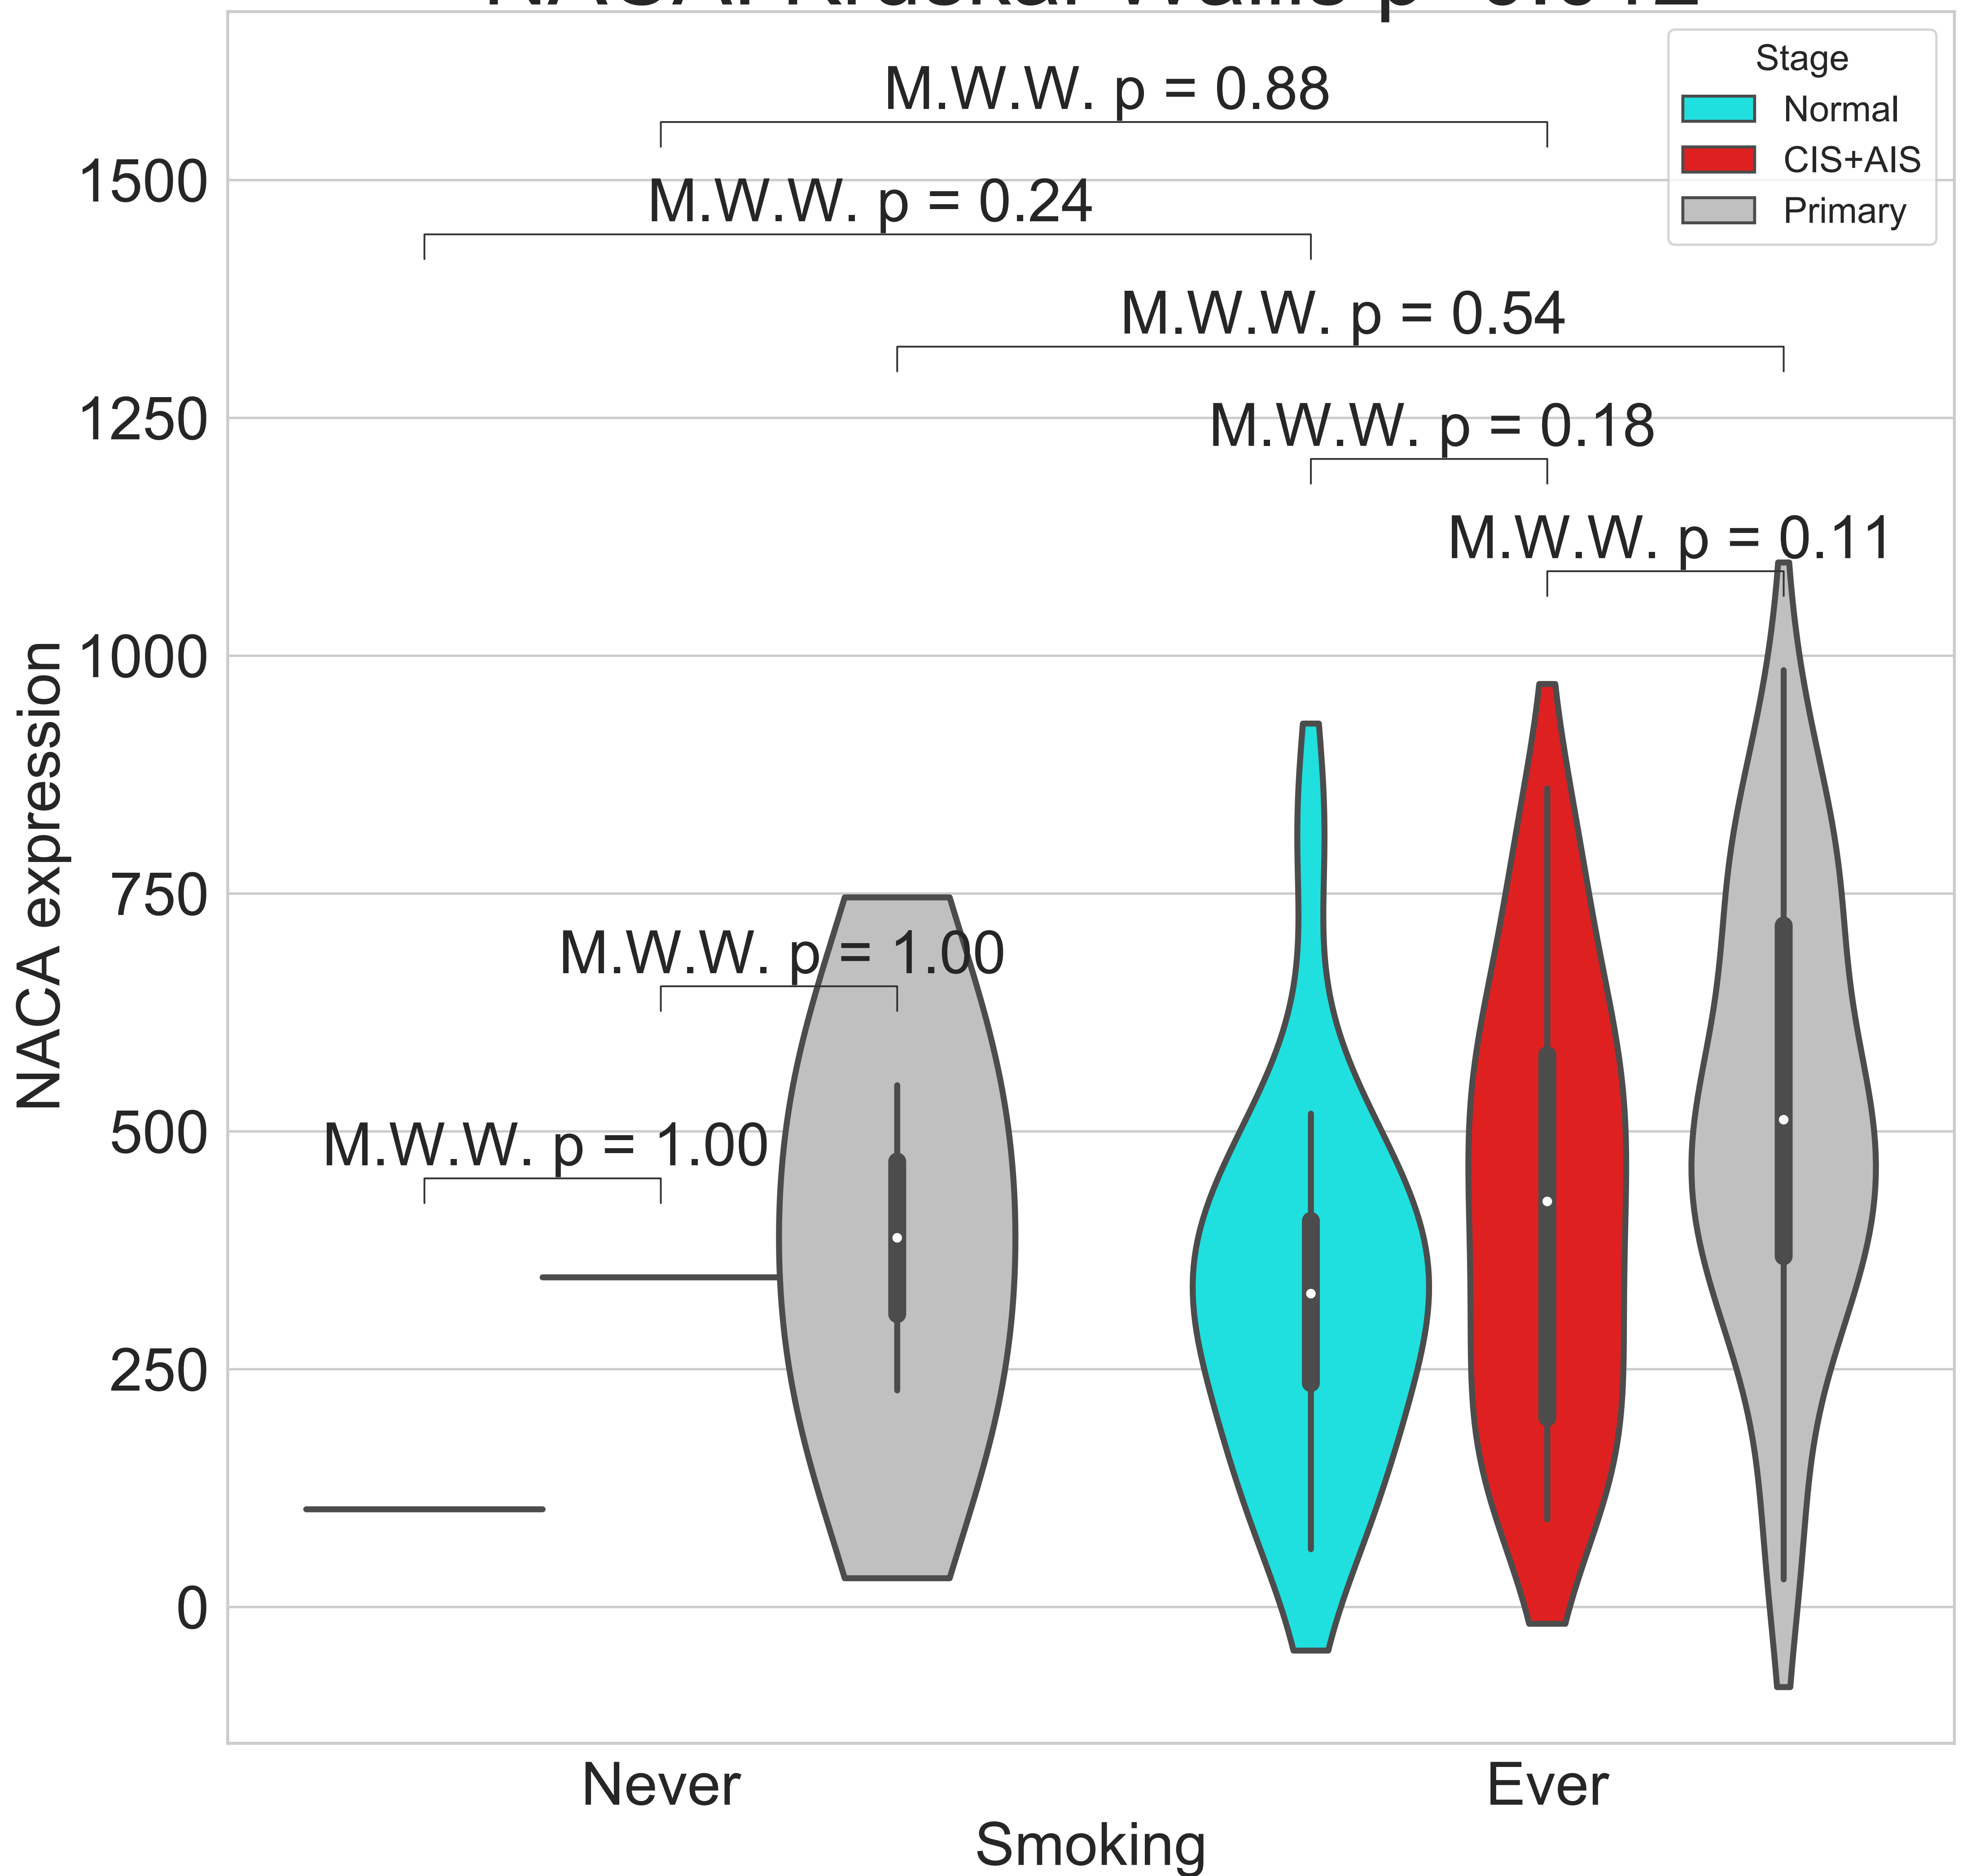 Stage
Normal
CIS+AIS
Primary
M.W.W. p = 0.88
M.W.W. p = 0.24
M.W.W. p = 0.54
M.W.W. p = 0.18
M.W.W. p = 0.11
M.W.W. p = 1.00
M.W.W. p = 1.00
1500
1250
1000
750
500
250
0
NACA expression
Never
Ever
Smoking